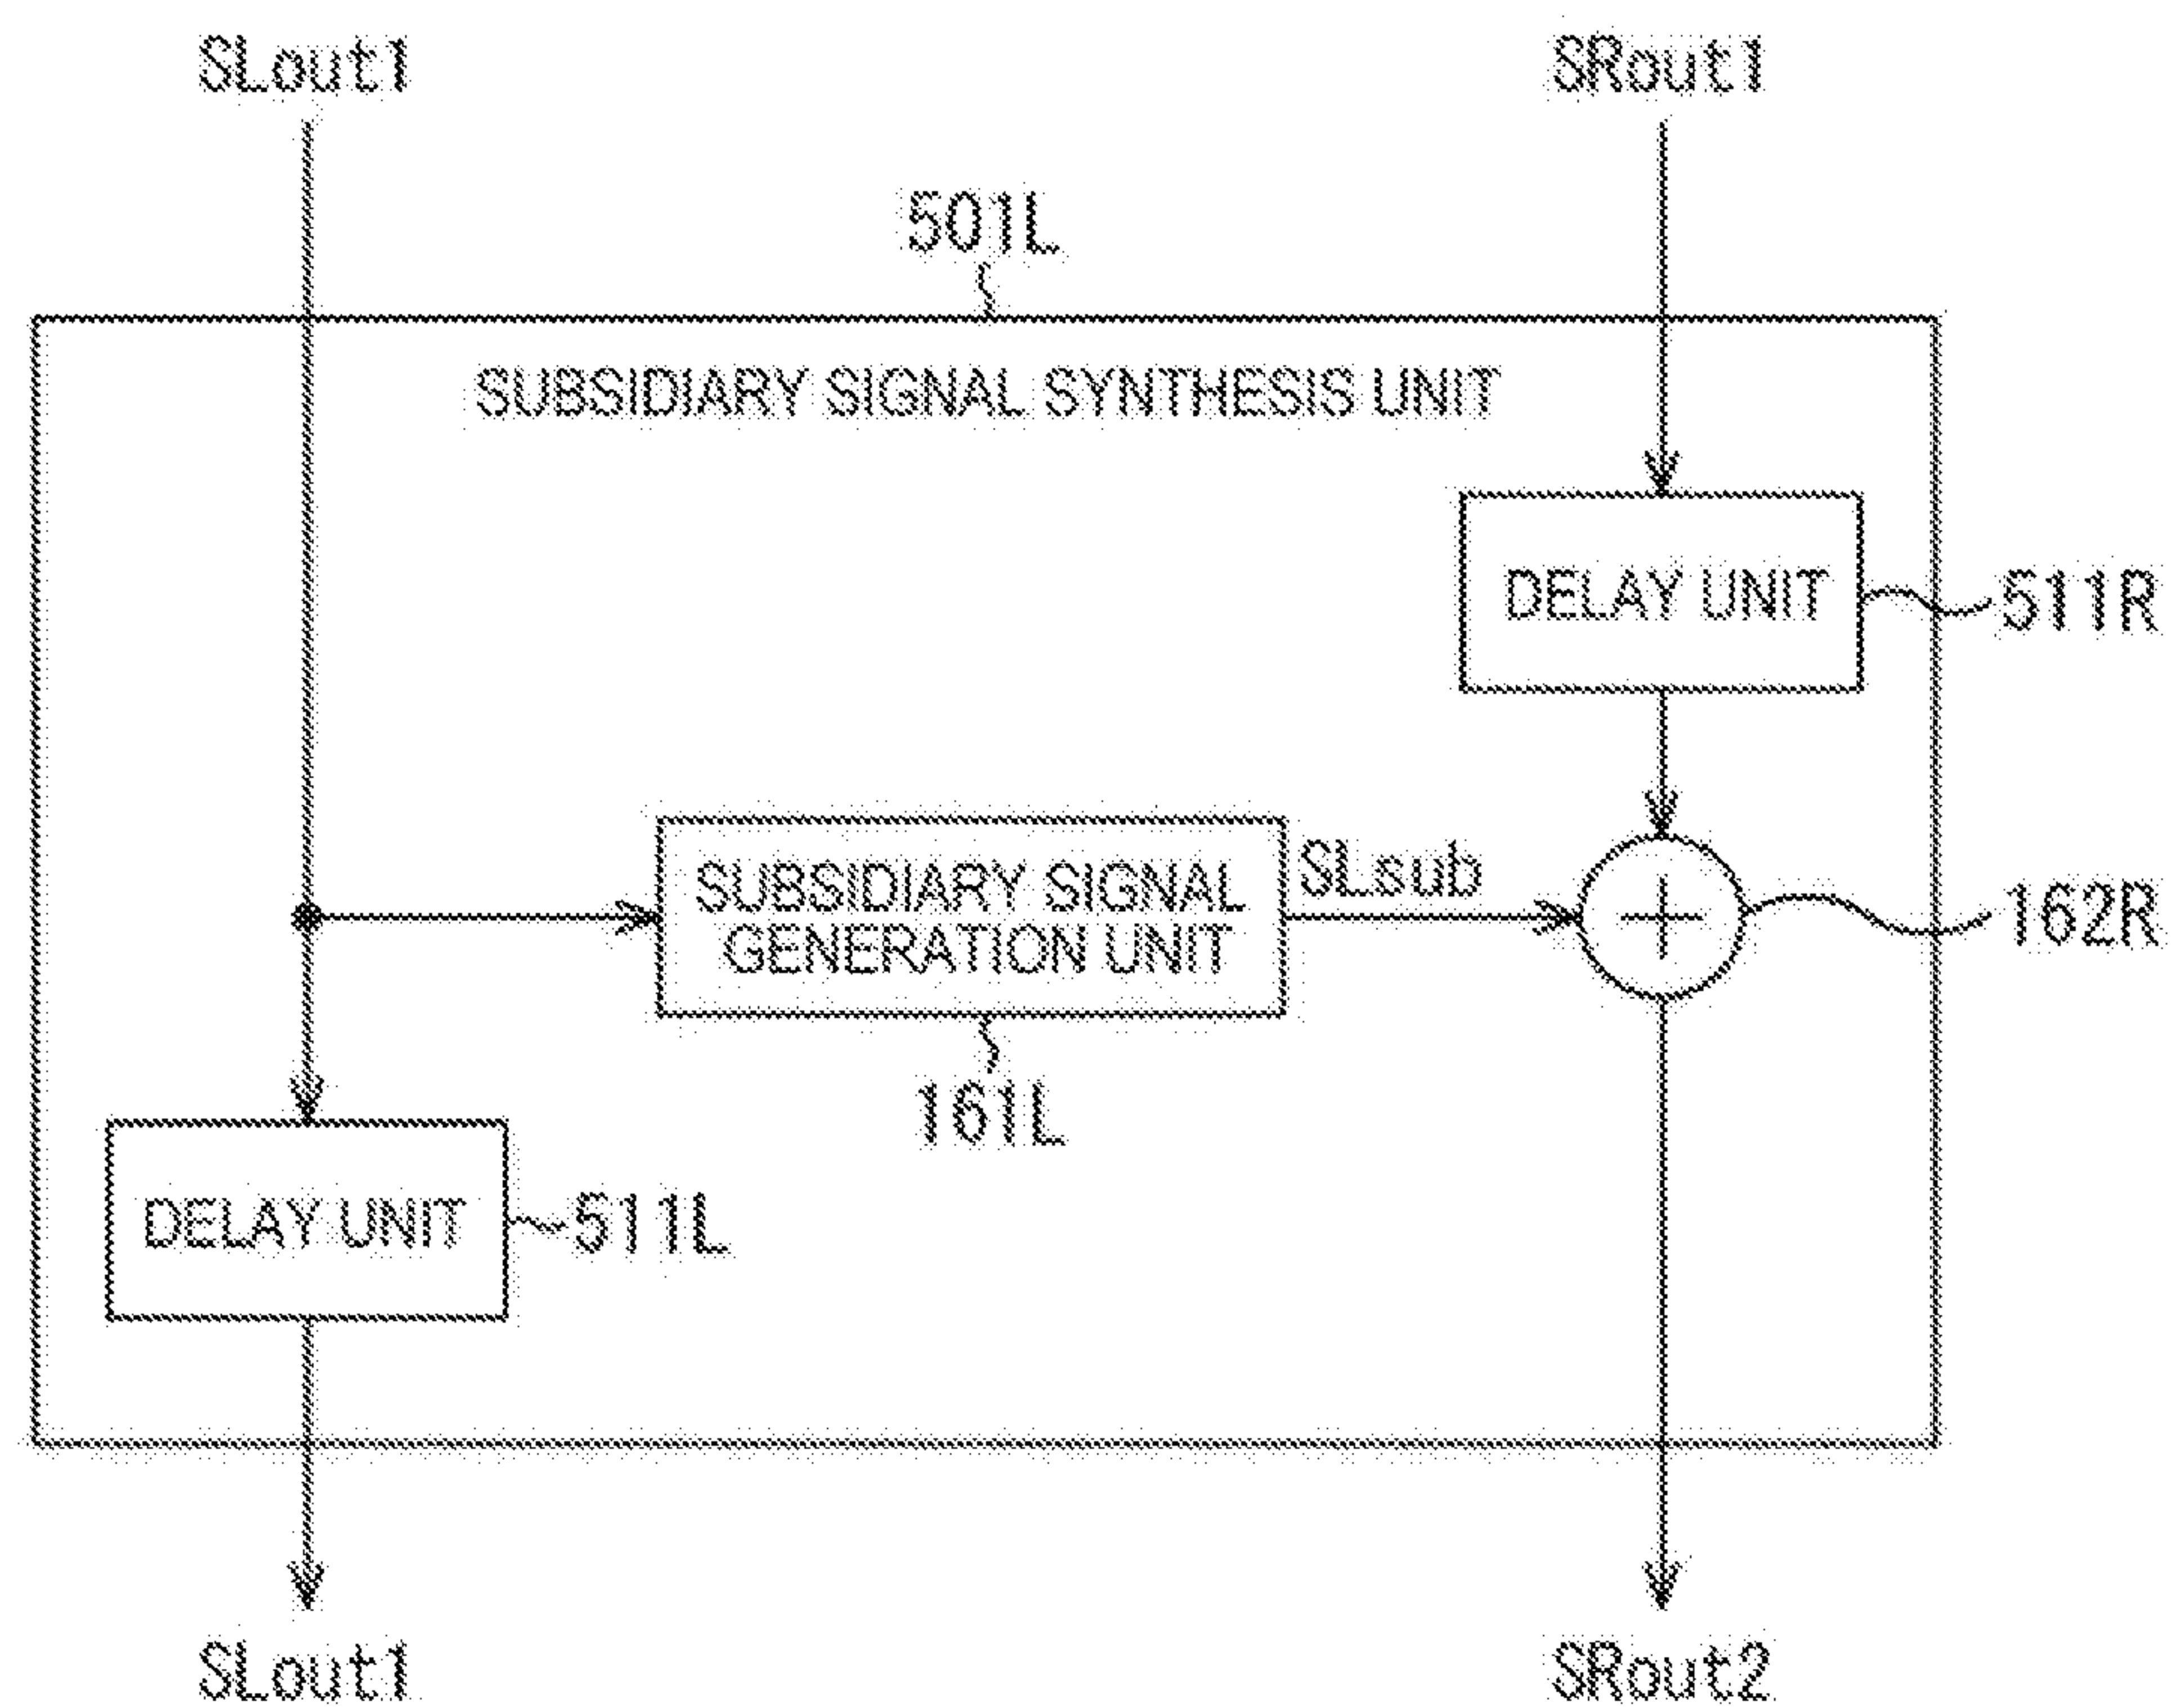 SLout1
SRout1
501L
SUBSIDIARY SIGNAL SYNTHESIS UNIT
DELAY UNIT
511R
SUBSIDIARY SIGNAL
GENERATION UNIT
SLsub
162R
161L
DELAY UNIT
511L
SLout1
SRout2